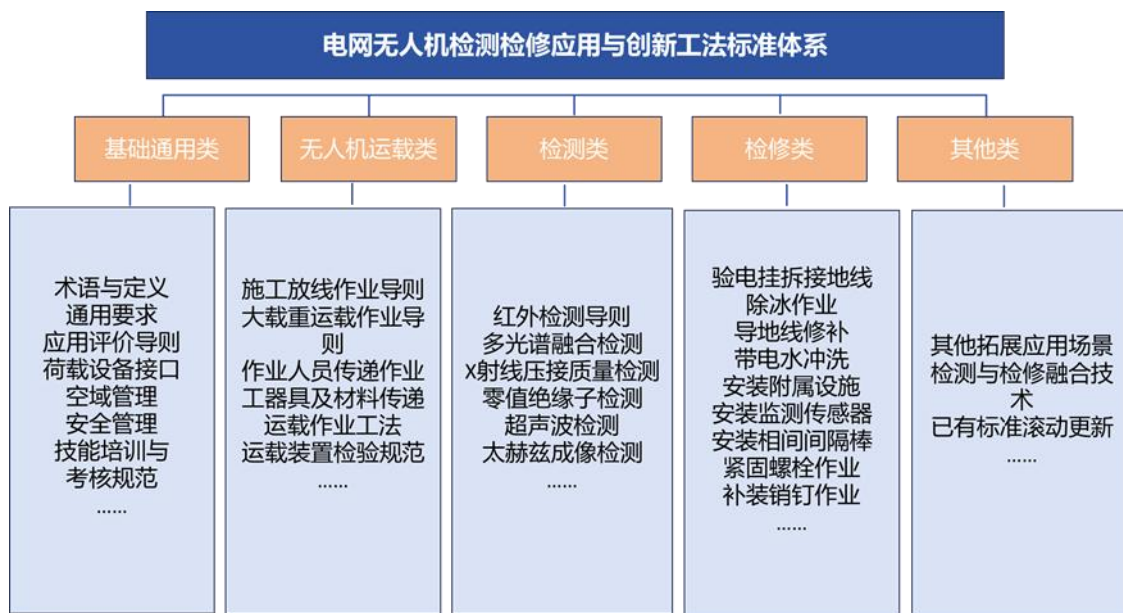 电网无人机检测检修应用与创新工法标准体系
基础通用类
无人机运载类
检测类
检修类
其他类
术语与定义
通用要求
应用评价导则
荷载设备接口
空域管理
安全管理
技能培训与
考核规范
......
施工放线作业导则
大载重运载作业导
则
作业人员传递作业
工器具及材料传递
运载作业工法
运载装置检验规范
......
红外检测导则
多光谱融合检测
X射线压接质量检测
零值绝缘子检测
超声波检测
太赫兹成像检测
......
验电挂拆接地线
除冰作业
导地线修补
带电水冲洗
安装附属设施
安装监测传感器
安装相间间隔棒
紧固螺栓作业
补装销钉作业
......
其他拓展应用场景
检测与检修融合技
术
已有标准滚动更新
......